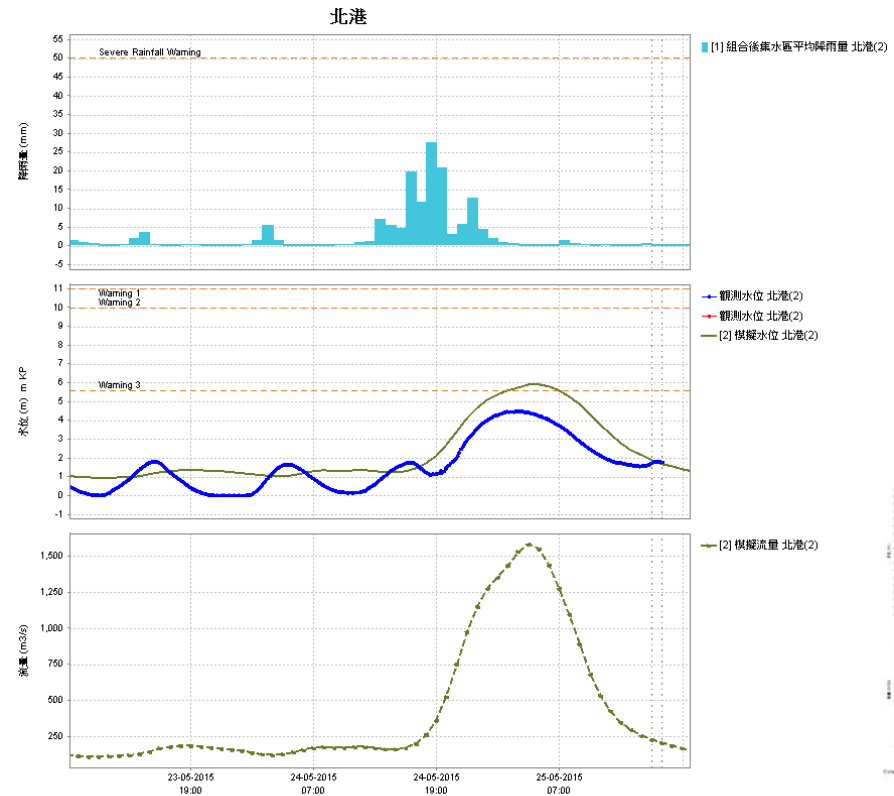 北港
55
50
45
40
35
30
25
20
15
10
5
0
-5
降雨量 (mm)
Severe Rainfall Warning
[1] 組合後集水區平均降雨量 北港(2)
11
10
9
8
7
6
5
4
3
2
1
0
-1
水位 (m) m KP
Warning 1
Warning 2
Warning 3
觀測水位 北港(2)
觀測水位 北港(2)
[2] 模擬水位 北港(2)
1,500
1,250
1,000
750
500
250
流量 (m3/s)
[2] 模擬流量 北港(2)
23-05-2015 24-05-2015 24-05-2015 25-05-2015
19:00 07:00 19:00 07:00